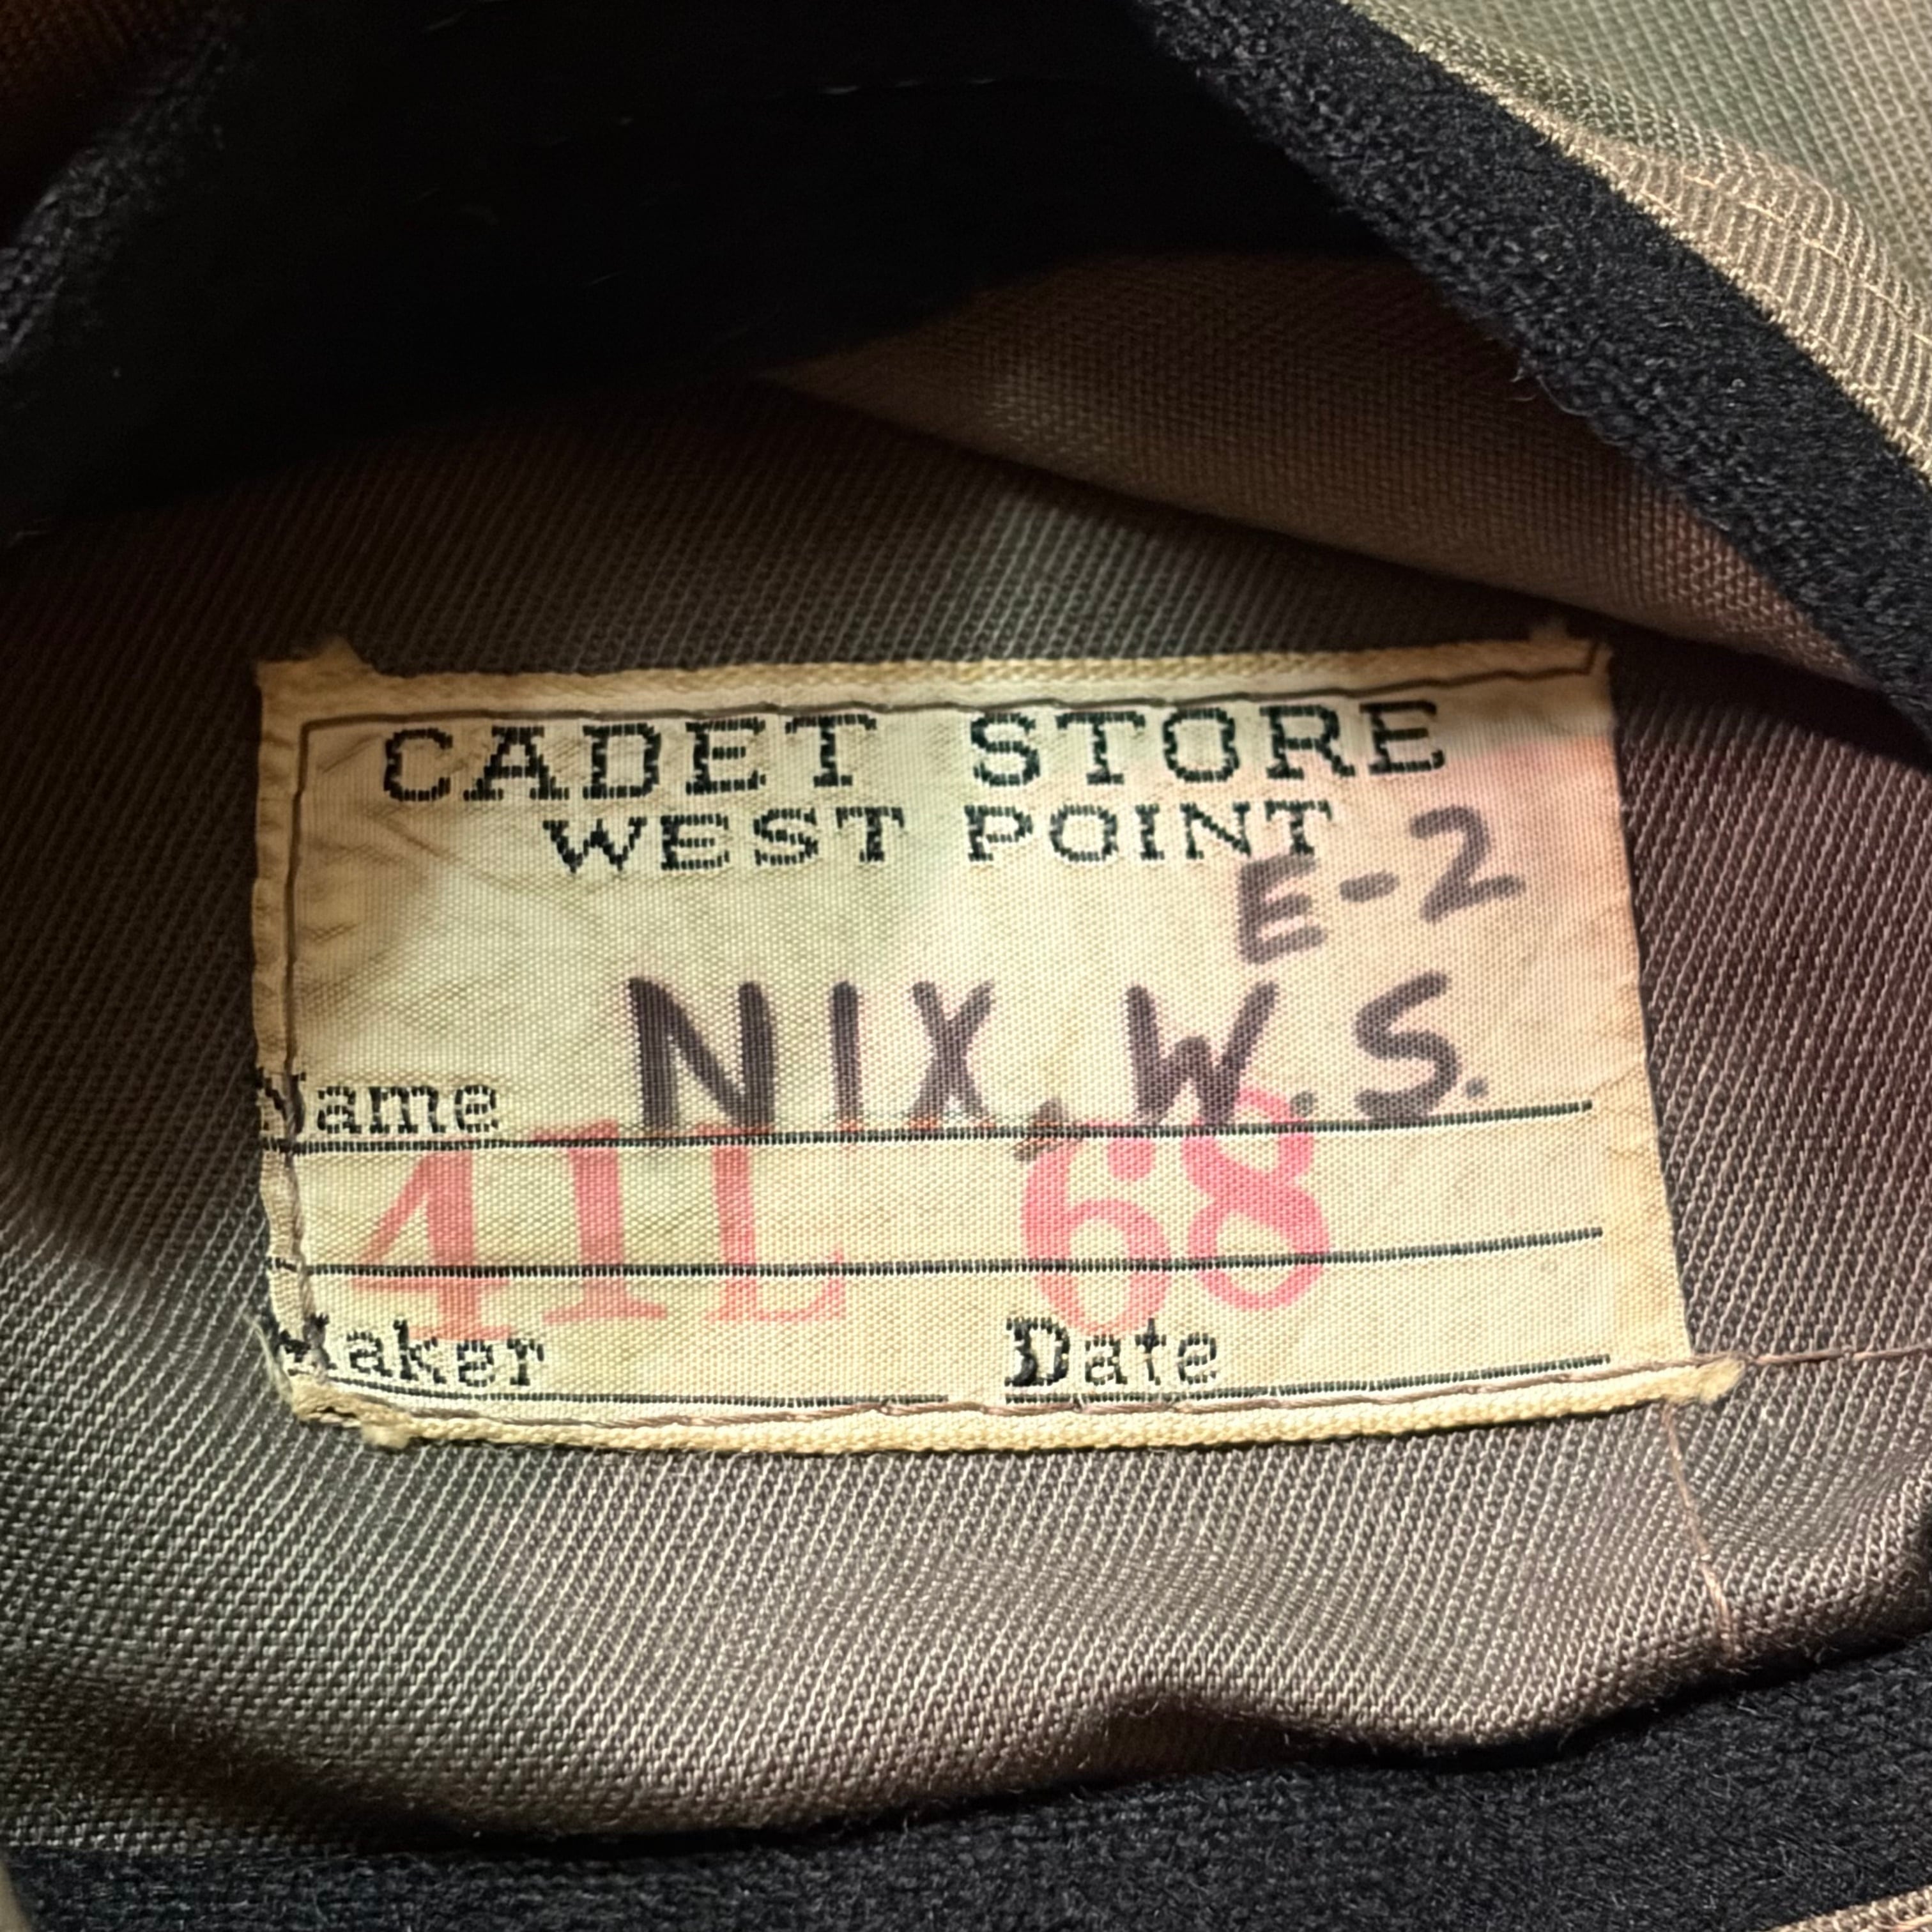 CADET STORE
WEST POINT
E-2
Name NIX, W.S.
41L 68
Maker Date